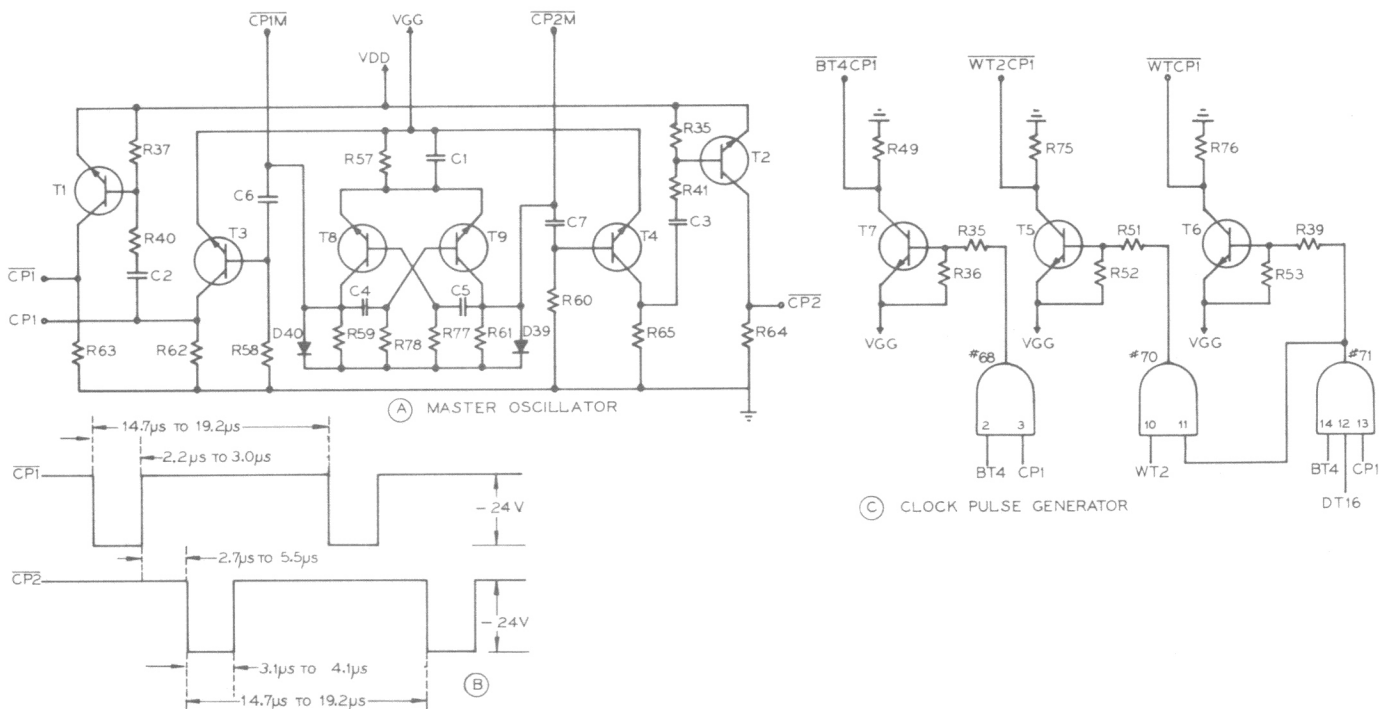 CP1M
VGG
CP2M
VDD
R37
C6
T1
R40
T3
C2
CP1
CP1
R63
R62
R58
D40
R57
C1
T8
T9
C4
C5
R59
R78
R77
R61
D39
C7
T4
R60
R65
R35
R41
C3
T2
CP2
R64
A MASTER OSCILLATOR
14.7μs TO 19.2μs
2.2μs TO 3.0μs
CP1
-24V
2.7μs TO 5.5μs
CP2
-24V
3.1μs TO 4.1μs
14.7μs TO 19.2μs
B
BT4CP1
WT2CP1
WTCP1
R49
R75
R76
T7
R35
R36
T5
R51
R52
T6
R39
R53
VGG
VGG
VGG
#68
#70
#71
2 3
10 11
14 12 13
BT4 CP1
WT2
BT4 CP1
DT16
C CLOCK PULSE GENERATOR